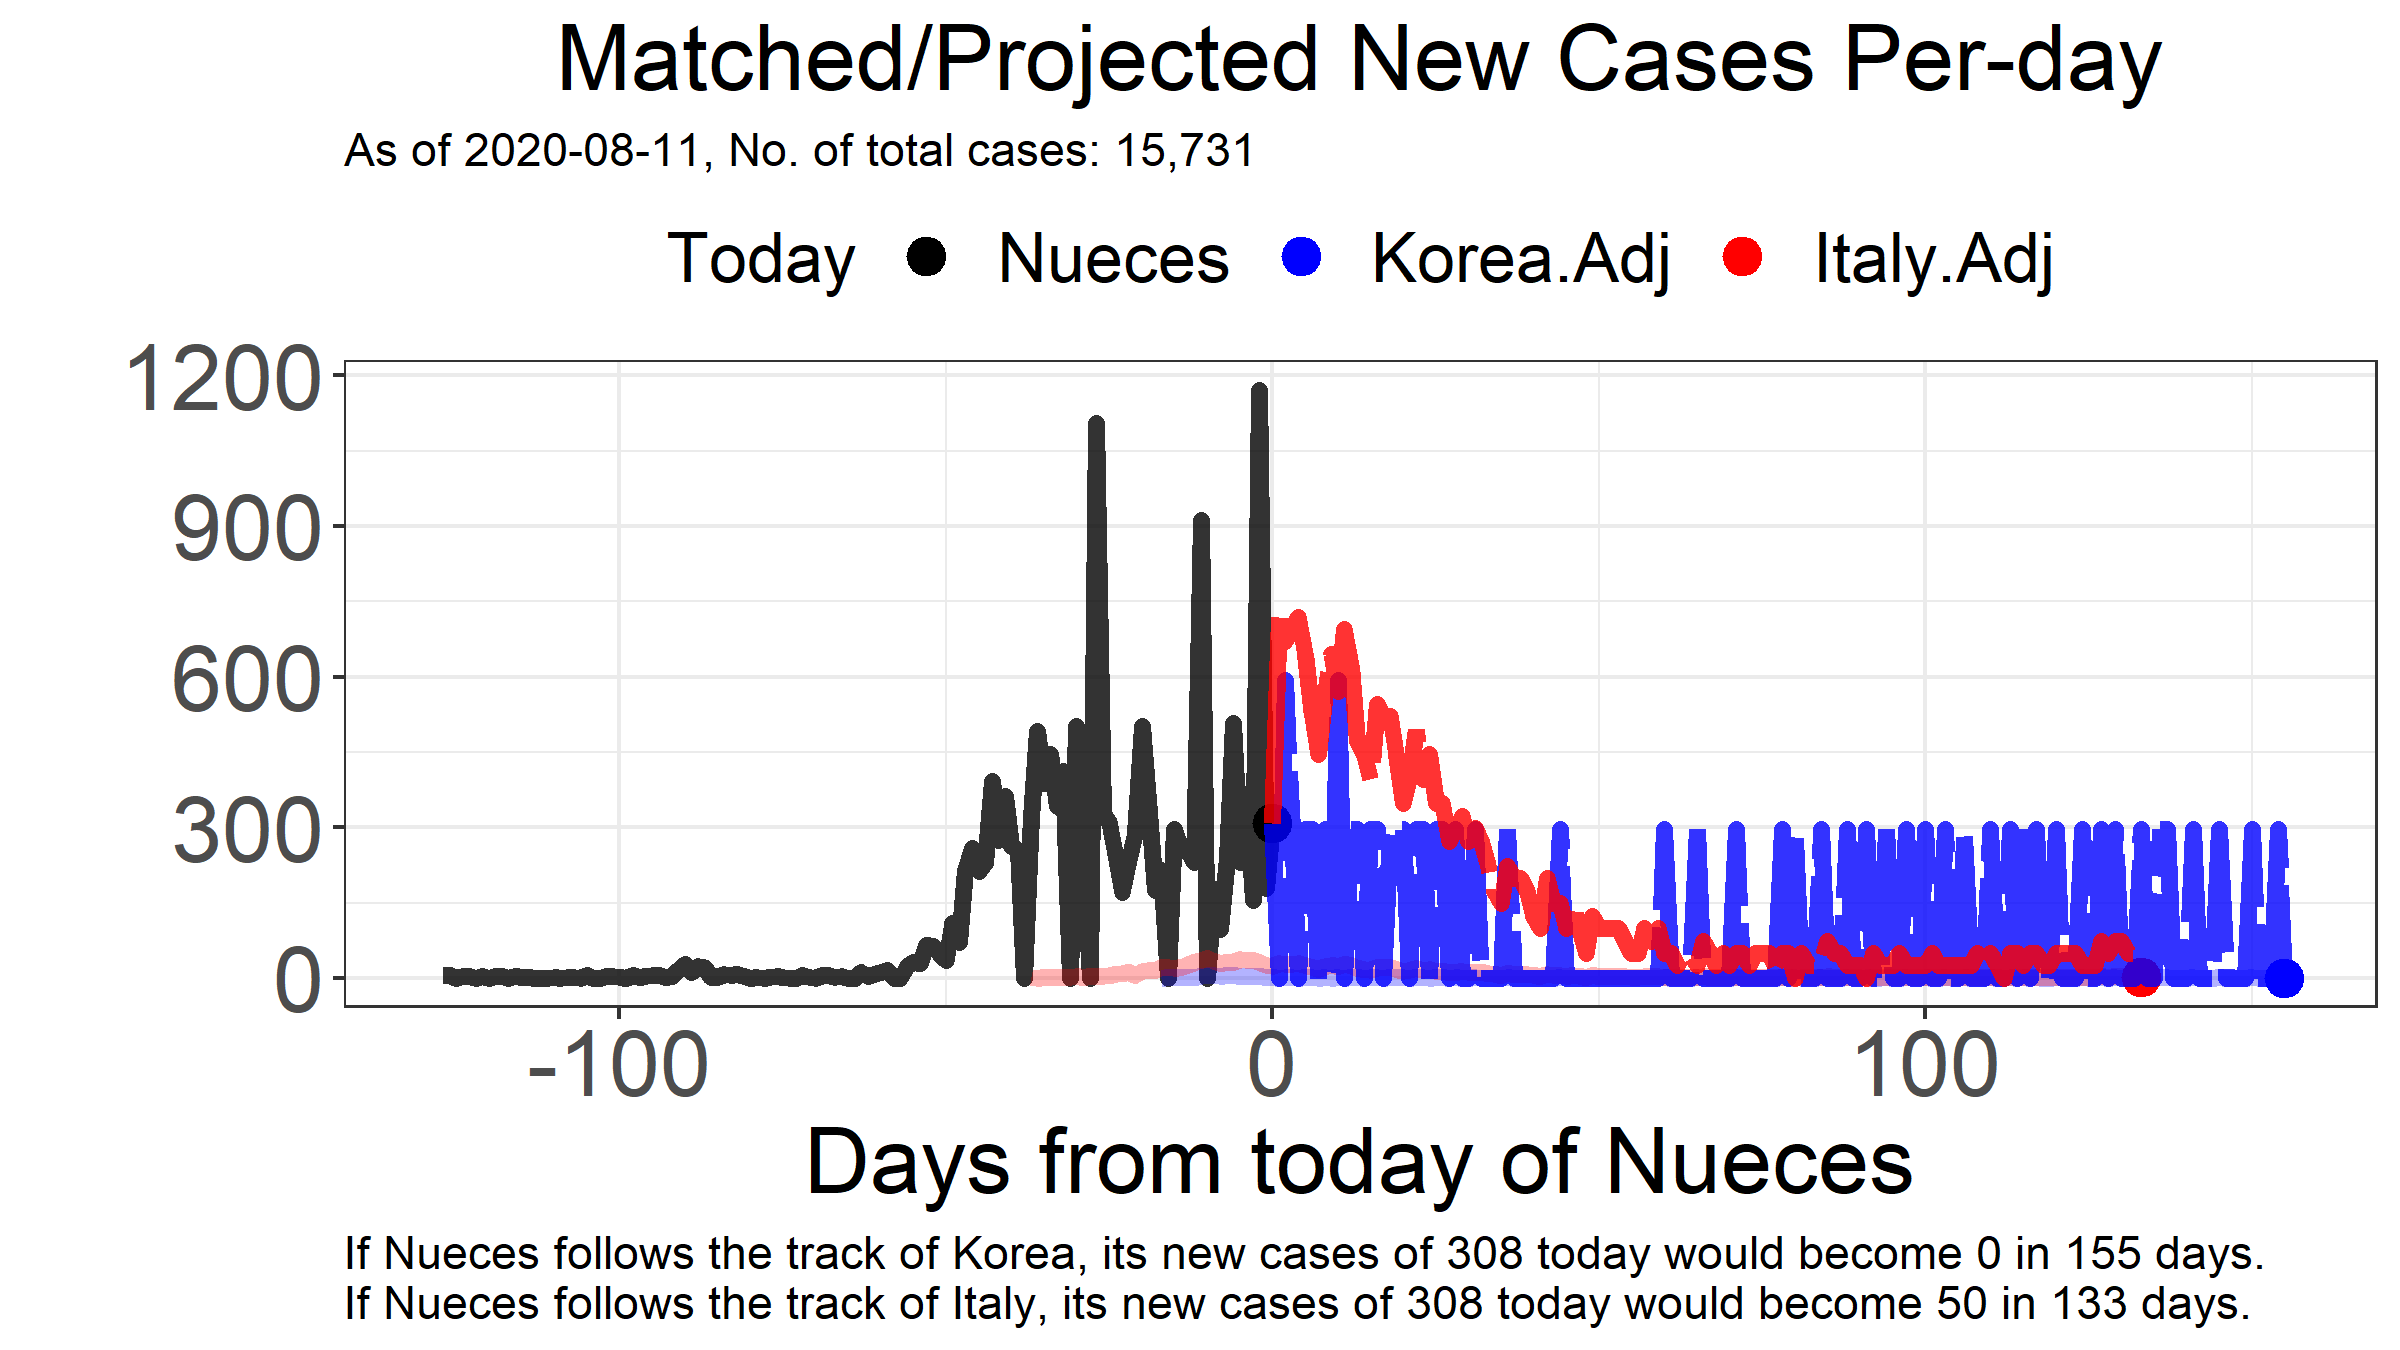 Matched/Projected New Cases Per-day
As of 2020-08-11, No. of total cases: 15,731
Today Nueces Korea.Adj Italy.Adj
1200
900
600
300
0
-100 0 100
Days from today of Nueces
If Nueces follows the track of Korea, its new cases of 308 today would become 0 in 155 days.
If Nueces follows the track of Italy, its new cases of 308 today would become 50 in 133 days.